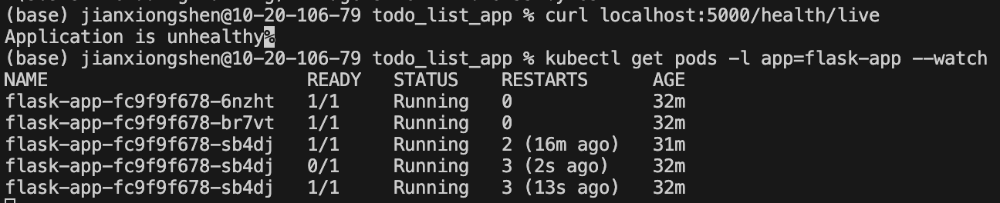 (base) jianxiongshen@10-20-106-79 todo_list_app % curl localhost:5000/health/live
Application is unhealthy%
(base) jianxiongshen@10-20-106-79 todo_list_app % kubectl get pods -l app=flask-app --watch
NAME READY STATUS RESTARTS AGE
flask-app-fc9f9f678-6nzht 1/1 Running 0 32m
flask-app-fc9f9f678-br7vt 1/1 Running 0 32m
flask-app-fc9f9f678-sb4dj 1/1 Running 2 (16m ago) 31m
flask-app-fc9f9f678-sb4dj 0/1 Running 3 (2s ago) 32m
flask-app-fc9f9f678-sb4dj 1/1 Running 3 (13s ago) 32m